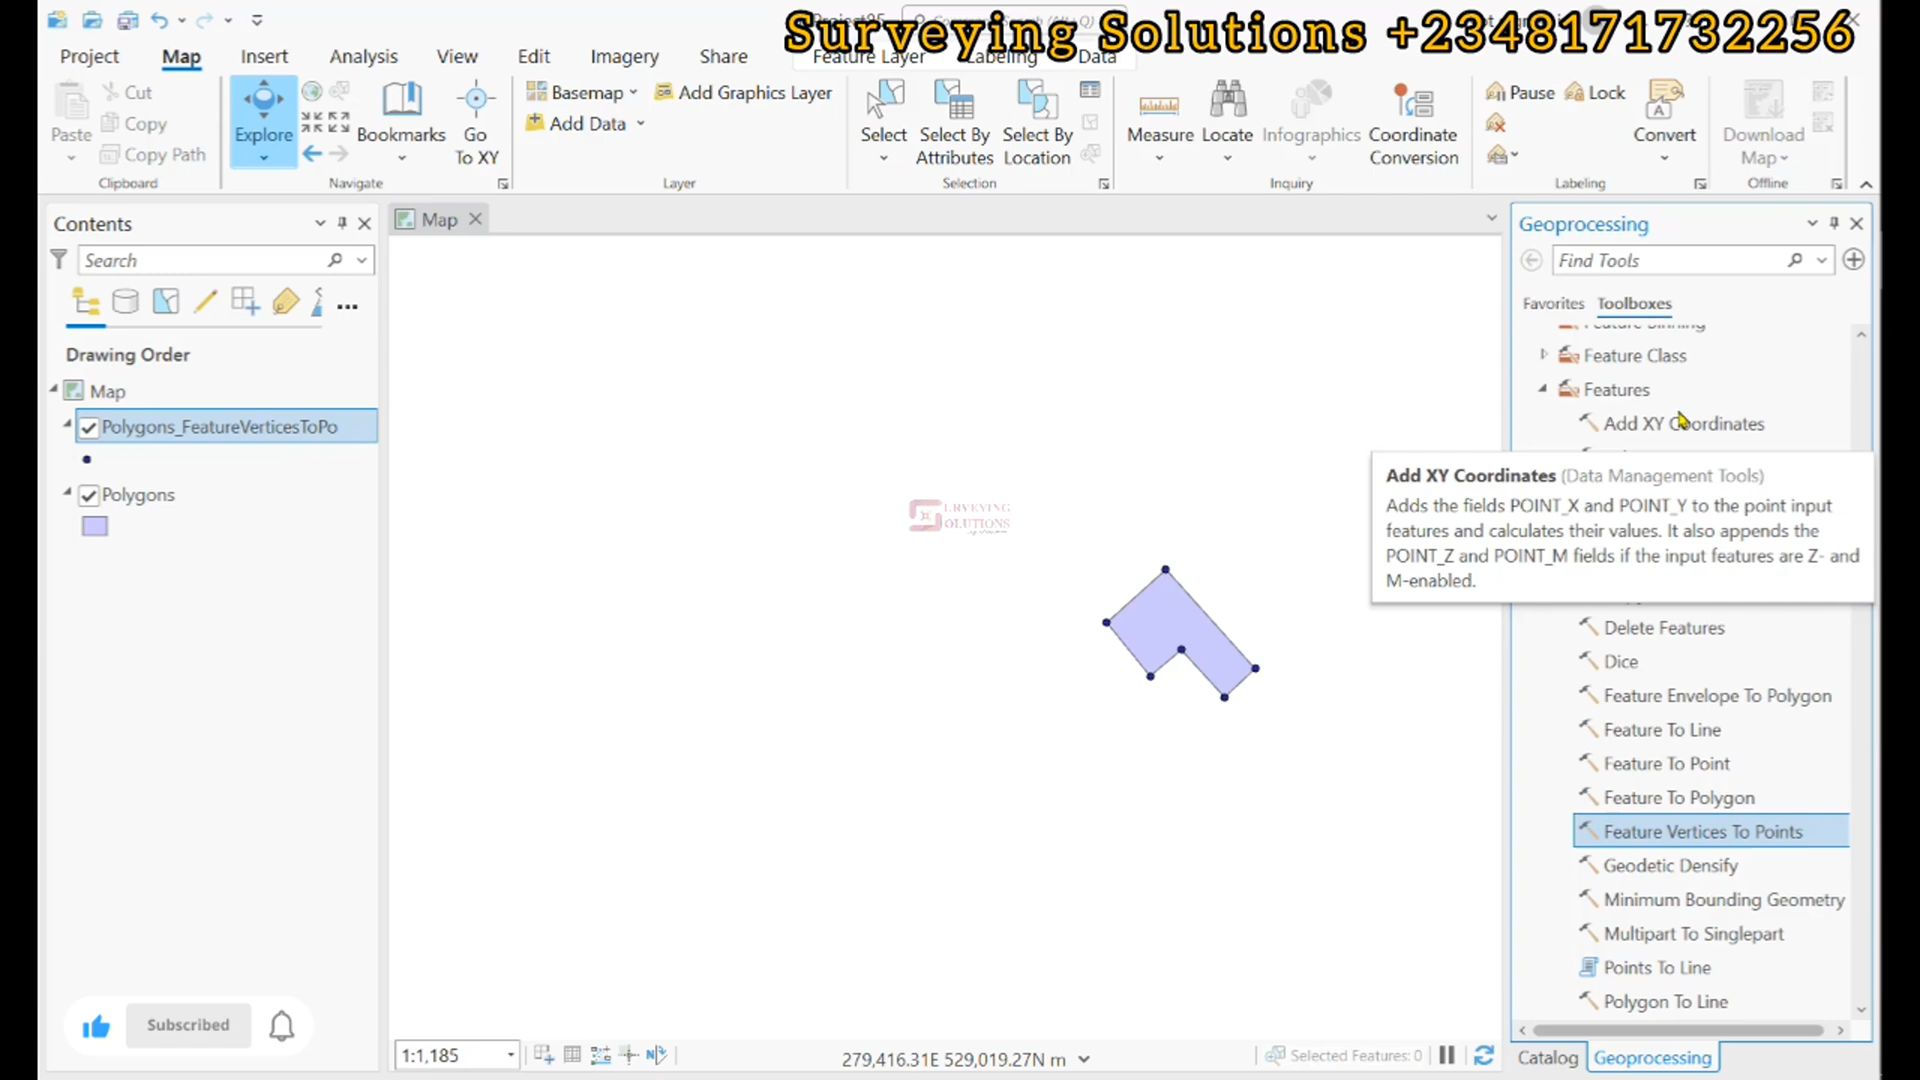 Surveying Solutions +2348171732256
Project Map Insert Analysis View Edit Imagery Share Feature Layer Labeling Data
Paste Cut Copy Copy Path
Clipboard
Explore Bookmarks Go To XY
Navigate
Basemap Add Graphics Layer
Add Data
Layer
Select Select By Attributes Select By Location
Selection
Measure Locate Infographics Coordinate Conversion
Inquiry
Pause Lock Convert
Labeling
Download Map
Offline
Contents
Search
Drawing Order
Map
Polygons_FeatureVerticesToPo
Polygons
Subscribed
Map
SURVEYING
SOLUTIONS
1:1,185
279,416.31E 529,019.27N m
Selected Features: 0
Geoprocessing
Find Tools
Favorites Toolboxes
Feature Binning
Feature Class
Features
Add XY Coordinates
Add XY Coordinates (Data Management Tools)
Adds the fields POINT_X and POINT_Y to the point input
features and calculates their values. It also appends the
POINT_Z and POINT_M fields if the input features are Z- and
M-enabled.
Delete Features
Dice
Feature Envelope To Polygon
Feature To Line
Feature To Point
Feature To Polygon
Feature Vertices To Points
Geodetic Densify
Minimum Bounding Geometry
Multipart To Singlepart
Points To Line
Polygon To Line
Catalog Geoprocessing